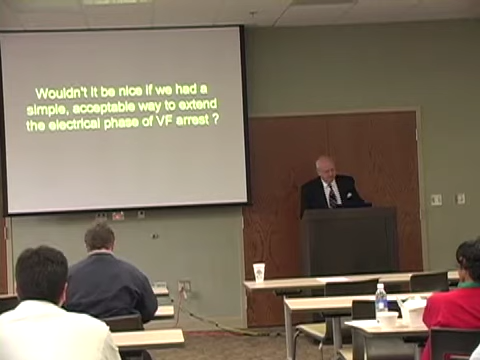 Wouldn't it be nice if we had a
simple, acceptable way to extend
the electrical phase of VF arrest ?